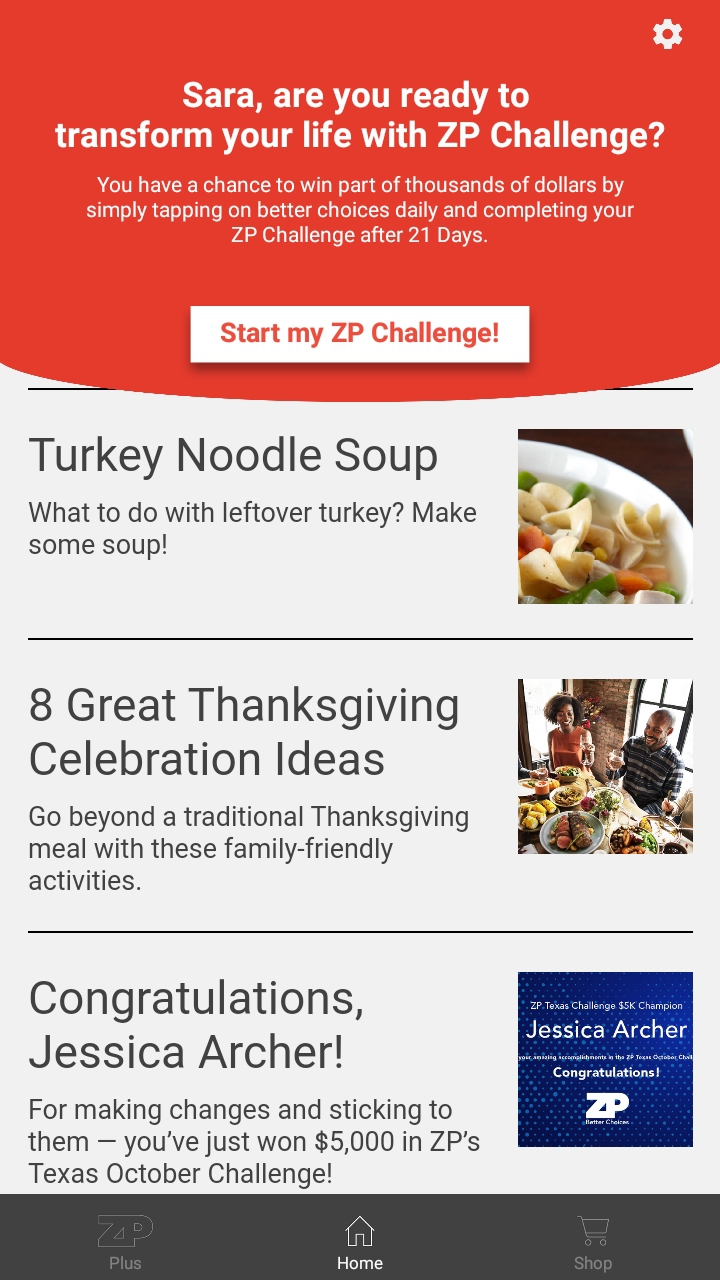 Sara, are you ready to
transform your life with ZP Challenge?
You have a chance to win part of thousands of dollars by
simply tapping on better choices daily and completing your
ZP Challenge after 21 Days.
Start my ZP Challenge!
Turkey Noodle Soup
What to do with leftover turkey? Make
some soup!
8 Great Thanksgiving
Celebration Ideas
Go beyond a traditional Thanksgiving
meal with these family-friendly
activities.
Congratulations,
Jessica Archer!
For making changes and sticking to
them — you’ve just won $5,000 in ZP’s
Texas October Challenge!
ZP Texas Challenge $5K Champion
Jessica Archer
your amazing accomplishments in the ZP Texas October Chall
Congratulations!
ZP
Better Choices
ZP
Plus
Home
Shop